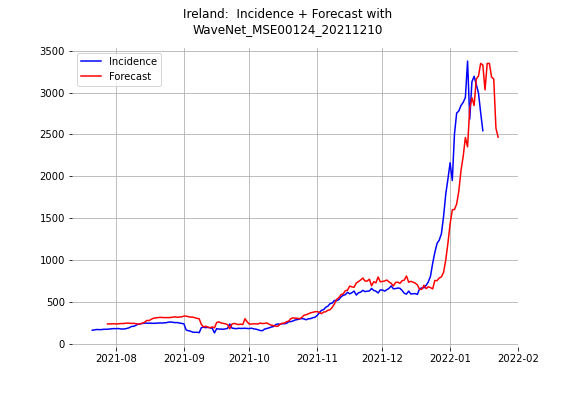 Ireland:  Incidence + Forecast with
WaveNet_MSE00124_20211210
Incidence
Forecast
3500
3000
2500
2000
1500
1000
500
0
2021-08 2021-09 2021-10 2021-11 2021-12 2022-01 2022-02